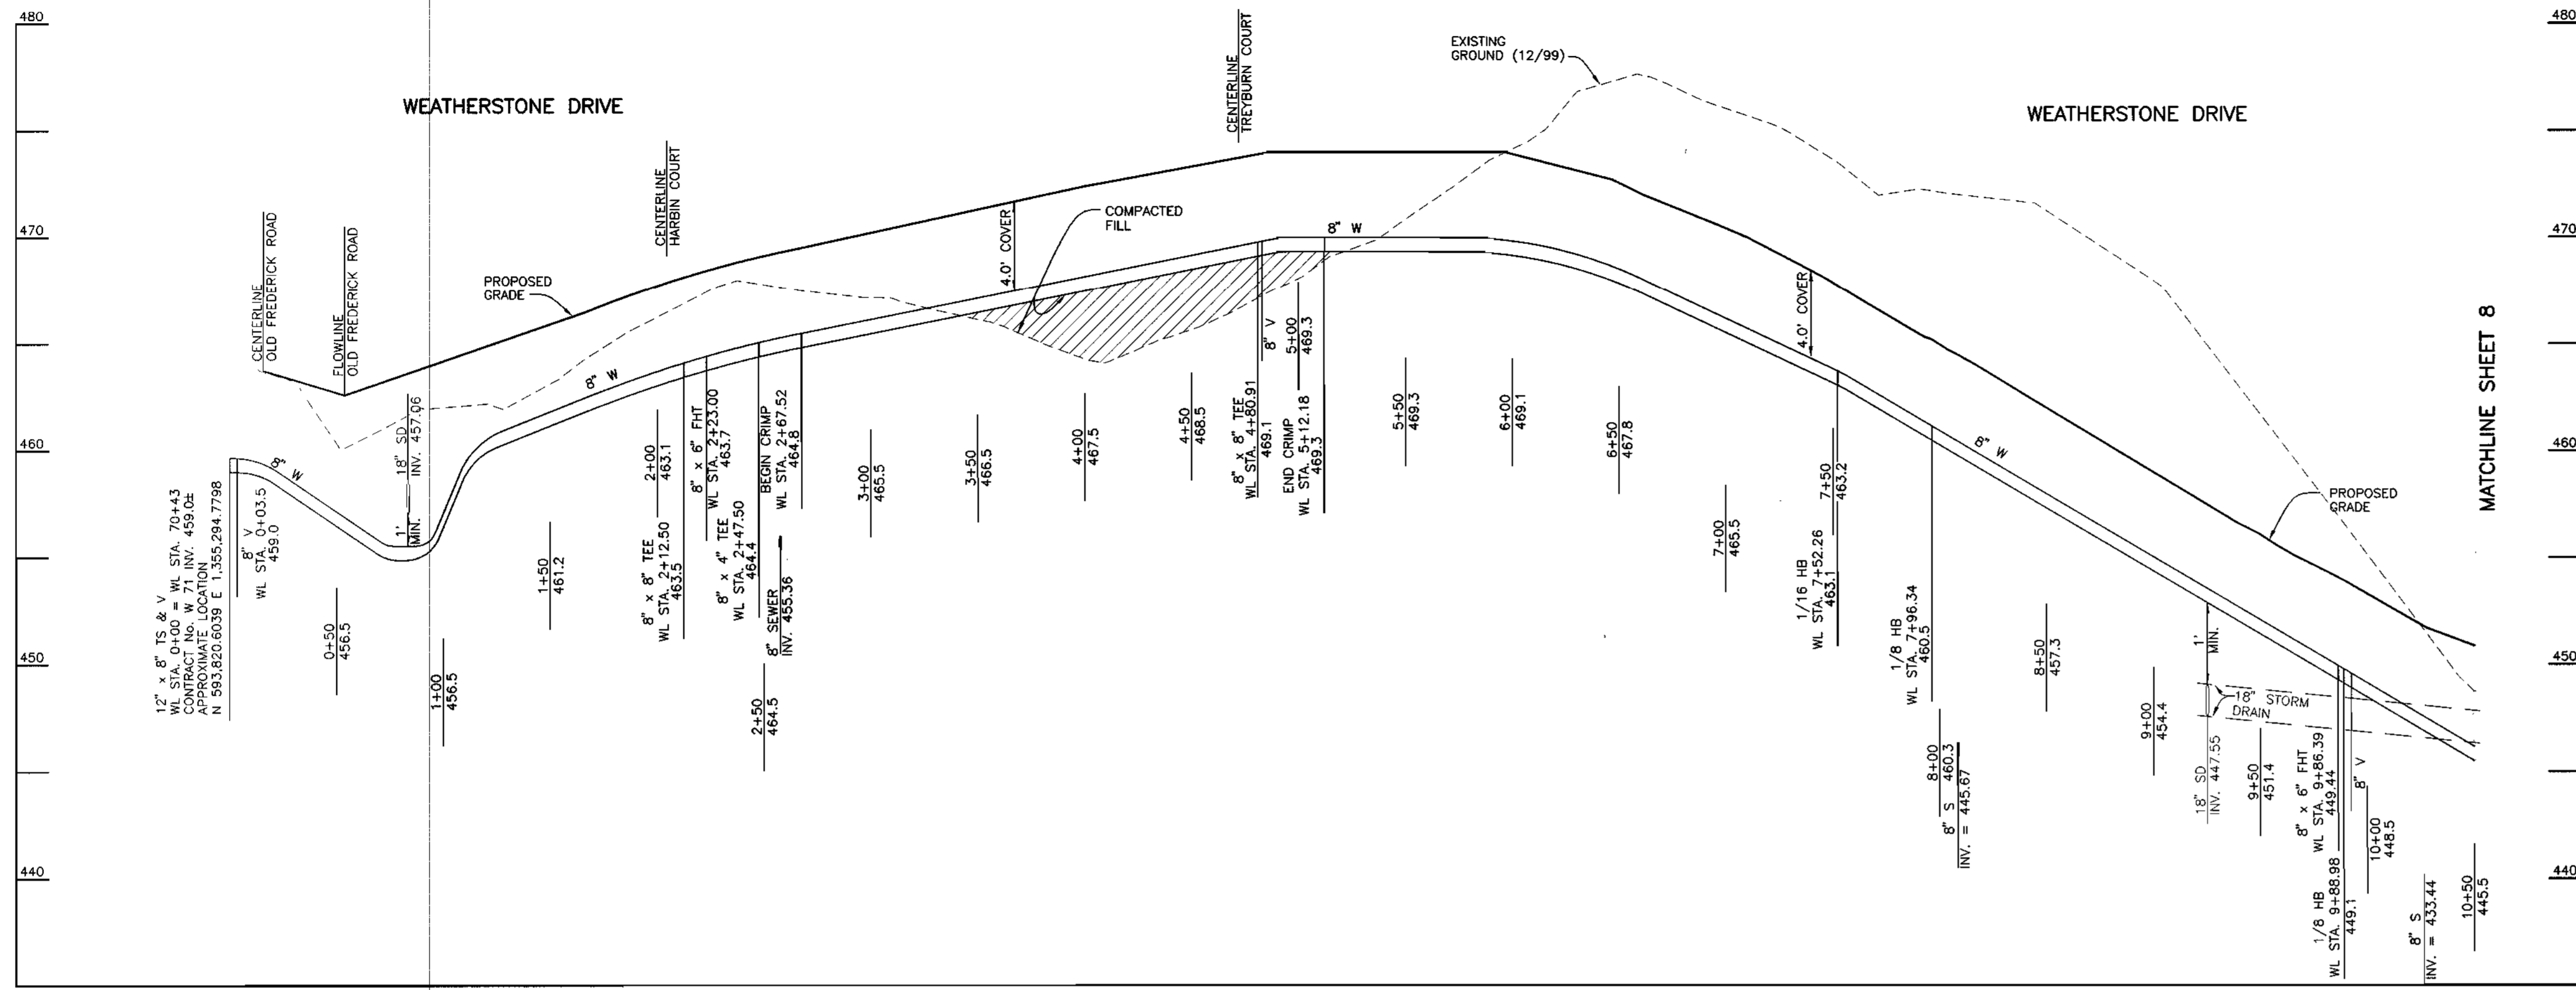 480
480
470
470
460
460
450
450
440
440
WEATHERSTONE DRIVE
WEATHERSTONE DRIVE
CENTERLINE
OLD FREDERICK ROAD
FLOWLINE
OLD FREDERICK ROAD
PROPOSED
GRADE
CENTERLINE
HARBIN COURT
4.0' COVER
COMPACTED
FILL
CENTERLINE
TREYBURN COURT
8" W
EXISTING
GROUND (12/99)
4.0' COVER
MATCHLINE SHEET 8
PROPOSED
GRADE
12" x 8" TS & V
WL STA. 0+00 = WL STA. 70+43
CONTRACT No. W 71 INV. 459.0±
APPROXIMATE LOCATION
N 593,820.6039 E 1,355,294.7798
8" V
WL STA. 0+03.5
459.0
8" W
0+50
456.5
1'
MIN.
18" SD
INV. 457.06
1+00
456.5
1+50
461.2
8" W
2+00
463.1
8" x 8" TEE
WL STA. 2+12.50
463.5
8" x 6" FHT
WL STA. 2+23.00
463.7
8" x 4" TEE
WL STA. 2+47.50
464.4
2+50
464.5
8" SEWER
INV. 455.36
BEGIN CRIMP
WL STA. 2+67.52
464.8
3+00
465.5
3+50
466.5
4+00
467.5
4+50
468.5
8" x 8" TEE
WL STA. 4+80.91
469.1
8" V
5+00
469.3
END CRIMP
WL STA. 5+12.18
469.3
5+50
469.3
6+00
469.1
6+50
467.8
7+00
465.5
7+50
463.2
1/16 HB
WL STA. 7+52.26
463.1
1/8 HB
WL STA. 7+96.34
460.5
8+00
460.3
8" S
INV. = 445.67
8" W
8+50
457.3
9+00
454.4
1'
MIN.
18" STORM
DRAIN
18" SD
INV. 447.55
9+50
451.4
8" x 6" FHT
WL STA. 9+86.39
449.44
1/8 HB
WL STA. 9+88.98
449.1
8" V
10+00
448.5
8" S
INV. = 433.44
10+50
445.5